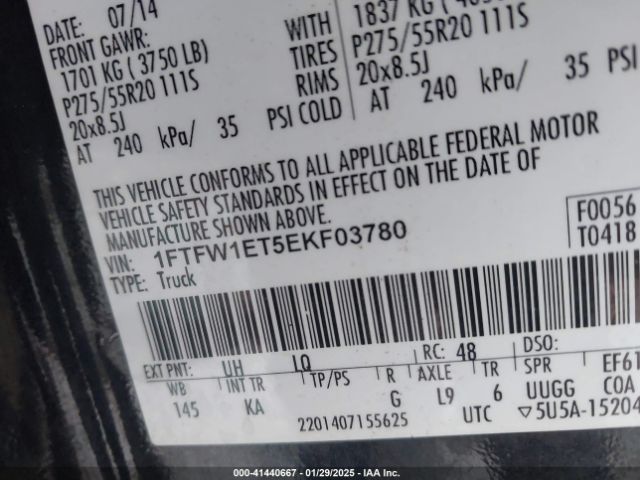 DATE: 07/14
FRONT GAWR:
1701 KG ( 3750 LB)
P275/55R20 111S
20x8.5J
AT 240 kPa/ 35 PSI COLD
WITH
TIRES
RIMS
1837 KG
P275/55R20 111S
20x8.5J
AT 240 kPa/ 35 PSI
THIS VEHICLE CONFORMS TO ALL APPLICABLE FEDERAL MOTOR
VEHICLE SAFETY STANDARDS IN EFFECT ON THE DATE OF
MANUFACTURE SHOWN ABOVE.
VIN: 1FTFW1ET5EKF03780
TYPE: Truck
F0056
T0418
EXT PNT: UH LQ RC: 48 DSO:
WB INT TR TP/PS R AXLE TR SPR EF61
145 KA G L9 6 UUGG COA
2201407155625 UTC ▽5U5A-15204
000-41440667 • 01/29/2025 • IAA Inc.